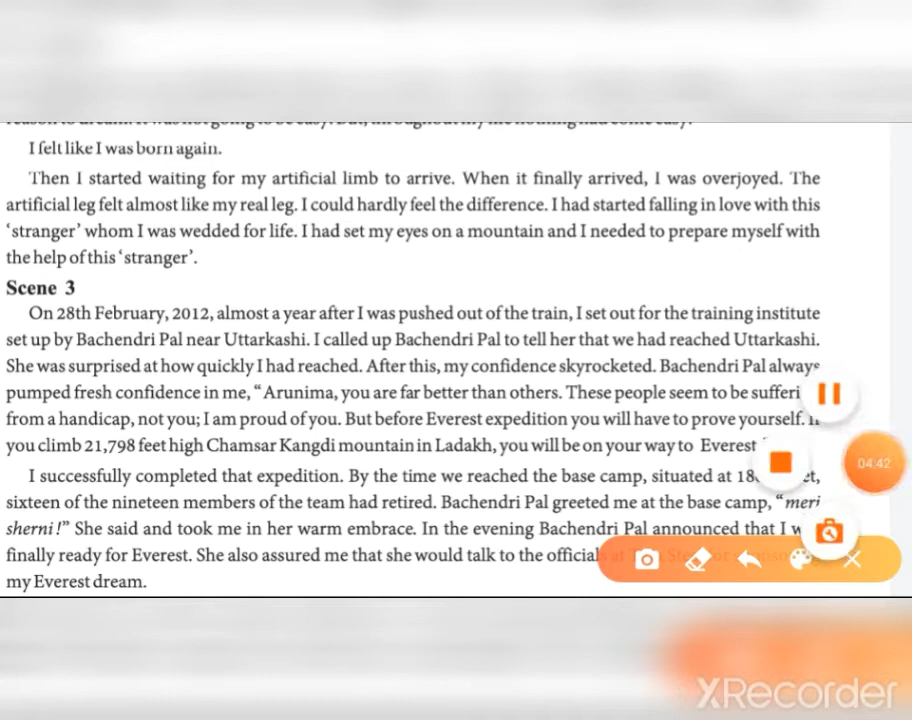 I felt like I was born again.
Then I started waiting for my artificial limb to arrive. When it finally arrived, I was overjoyed. The
artificial leg felt almost like my real leg. I could hardly feel the difference. I had started falling in love with this
‘stranger’ whom I was wedded for life. I had set my eyes on a mountain and I needed to prepare myself with
the help of this ‘stranger’.
Scene 3
On 28th February, 2012, almost a year after I was pushed out of the train, I set out for the training institute
set up by Bachendri Pal near Uttarkashi. I called up Bachendri Pal to tell her that we had reached Uttarkashi.
She was surprised at how quickly I had reached. After this, my confidence skyrocketed. Bachendri Pal always
pumped fresh confidence in me, “Arunima, you are far better than others. These people seem to be
from a handicap, not you; I am proud of you. But before Everest expedition you will have to prove yourself.
you climb 21,798 feet high Chamsar Kangdi mountain in Ladakh, you will be on your way to Everest
I successfully completed that expedition. By the time we reached the base camp, situated at
sixteen of the nineteen members of the team had retired. Bachendri Pal greeted me at the base camp, “meri
sherni!” She said and took me in her warm embrace. In the evening Bachendri Pal announced that I
finally ready for Everest. She also assured me that she would talk to the
my Everest dream.
04:42
XRecorder